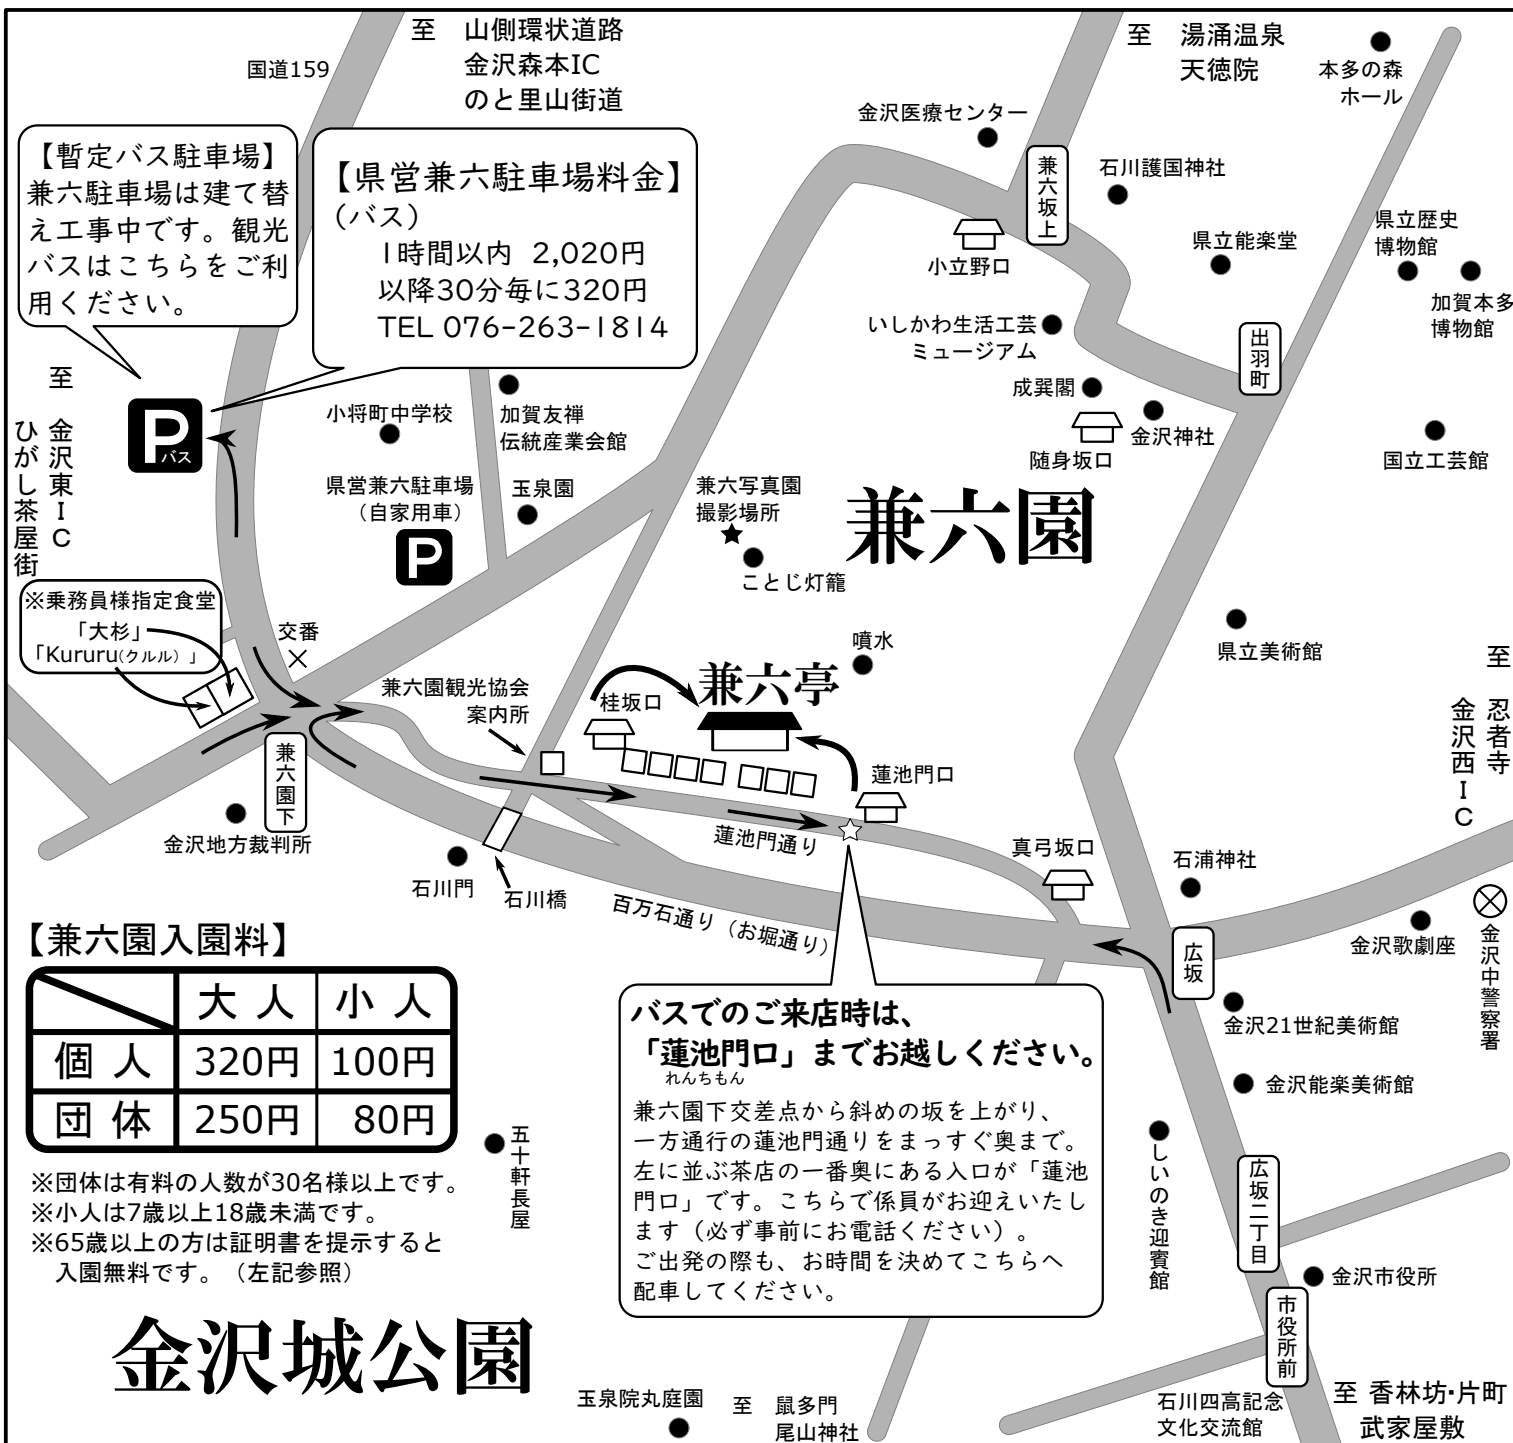 至 山側環状道路
金沢森本IC
のと里山街道
国道159
至 湯涌温泉
天徳院
本多の森
ホール
金沢医療センター
兼六坂上
石川護国神社
【暫定バス駐車場】
兼六駐車場は建て替
え工事中です。観光
バスはこちらをご利
用ください。
【県営兼六駐車場料金】
（バス）
1時間以内 2,020円
以降30分毎に320円
TEL 076-263-1814
小立野口
県立能楽堂
県立歴史
博物館
加賀本多
博物館
いしかわ生活工芸
ミュージアム
出羽町
成巽閣
金沢神社
随身坂口
国立工芸館
至 金沢東IC
ひがし茶屋街
P
バス
小将町中学校
加賀友禅
伝統産業会館
県営兼六駐車場
（自家用車）
P
玉泉園
兼六写真園
撮影場所
兼六園
ことじ灯籠
※乗務員様指定食堂
「大杉」
「Kururu(クルル）」
交番
噴水
県立美術館
至 忍者寺
金沢西IC
兼六園観光協会
案内所
桂坂口
兼六亭
蓮池門口
兼六園下
金沢地方裁判所
蓮池門通り
真弓坂口
石浦神社
石川門
石川橋
百万石通り（お堀通り）
広坂
金沢歌劇座
金沢中警察署
金沢21世紀美術館
【兼六園入園料】
大人 小人
個人 320円 100円
団体 250円 80円
※団体は有料の人数が30名様以上です。
※小人は7歳以上18歳未満です。
※65歳以上の方は証明書を提示すると
入園無料です。（左記参照）
五十軒長屋
バスでのご来店時は、
「蓮池門口」までお越しください。
れんちもん
兼六園下交差点から斜めの坂を上がり、
一方通行の蓮池門通りをまっすぐ奥まで。
左に並ぶ茶店の一番奥にある入口が「蓮池
門口」です。こちらで係員がお迎えいたし
ます（必ず事前にお電話ください）。
ご出発の際も、お時間を決めてこちらへ
配車してください。
金沢能楽美術館
しいのき迎賓館
広坂二丁目
金沢市役所
市役所前
金沢城公園
玉泉院丸庭園
至 鼠多門
尾山神社
石川四高記念
文化交流館
至 香林坊・片町
武家屋敷